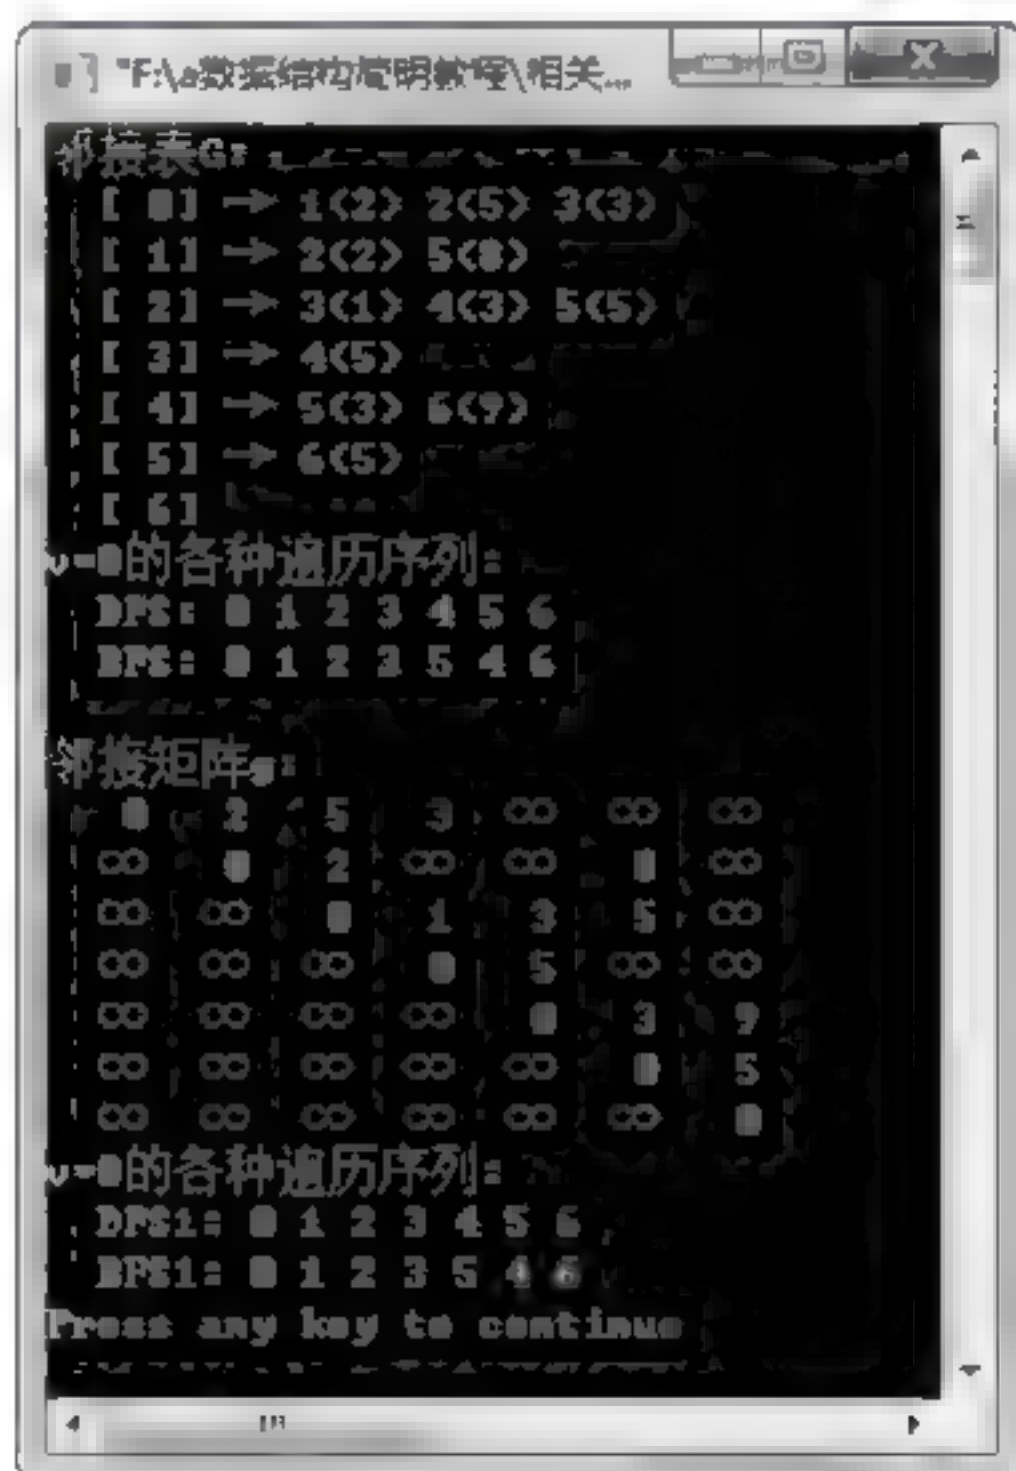 "F:\a数据结构简明教程\相关...
邻接表G:
[ 0] → 1(2) 2(5) 3(3)
[ 1] → 2(2) 5(8)
[ 2] → 3(1) 4(3) 5(5)
[ 3] → 4(5)
[ 4] → 5(3) 6(9)
[ 5] → 6(5)
[ 6]
v=0的各种遍历序列:
DFS: 0 1 2 3 4 5 6
BFS: 0 1 2 3 5 4 6
邻接矩阵g:
0 2 5 3 ∞ ∞ ∞
∞ 0 2 ∞ ∞ 8 ∞
∞ ∞ 0 1 3 5 ∞
∞ ∞ ∞ 0 5 ∞ ∞
∞ ∞ ∞ ∞ 0 3 9
∞ ∞ ∞ ∞ ∞ 0 5
∞ ∞ ∞ ∞ ∞ ∞ 0
v=0的各种遍历序列:
DFS1: 0 1 2 3 4 5 6
BFS1: 0 1 2 3 5 4 6
Press any key to continue